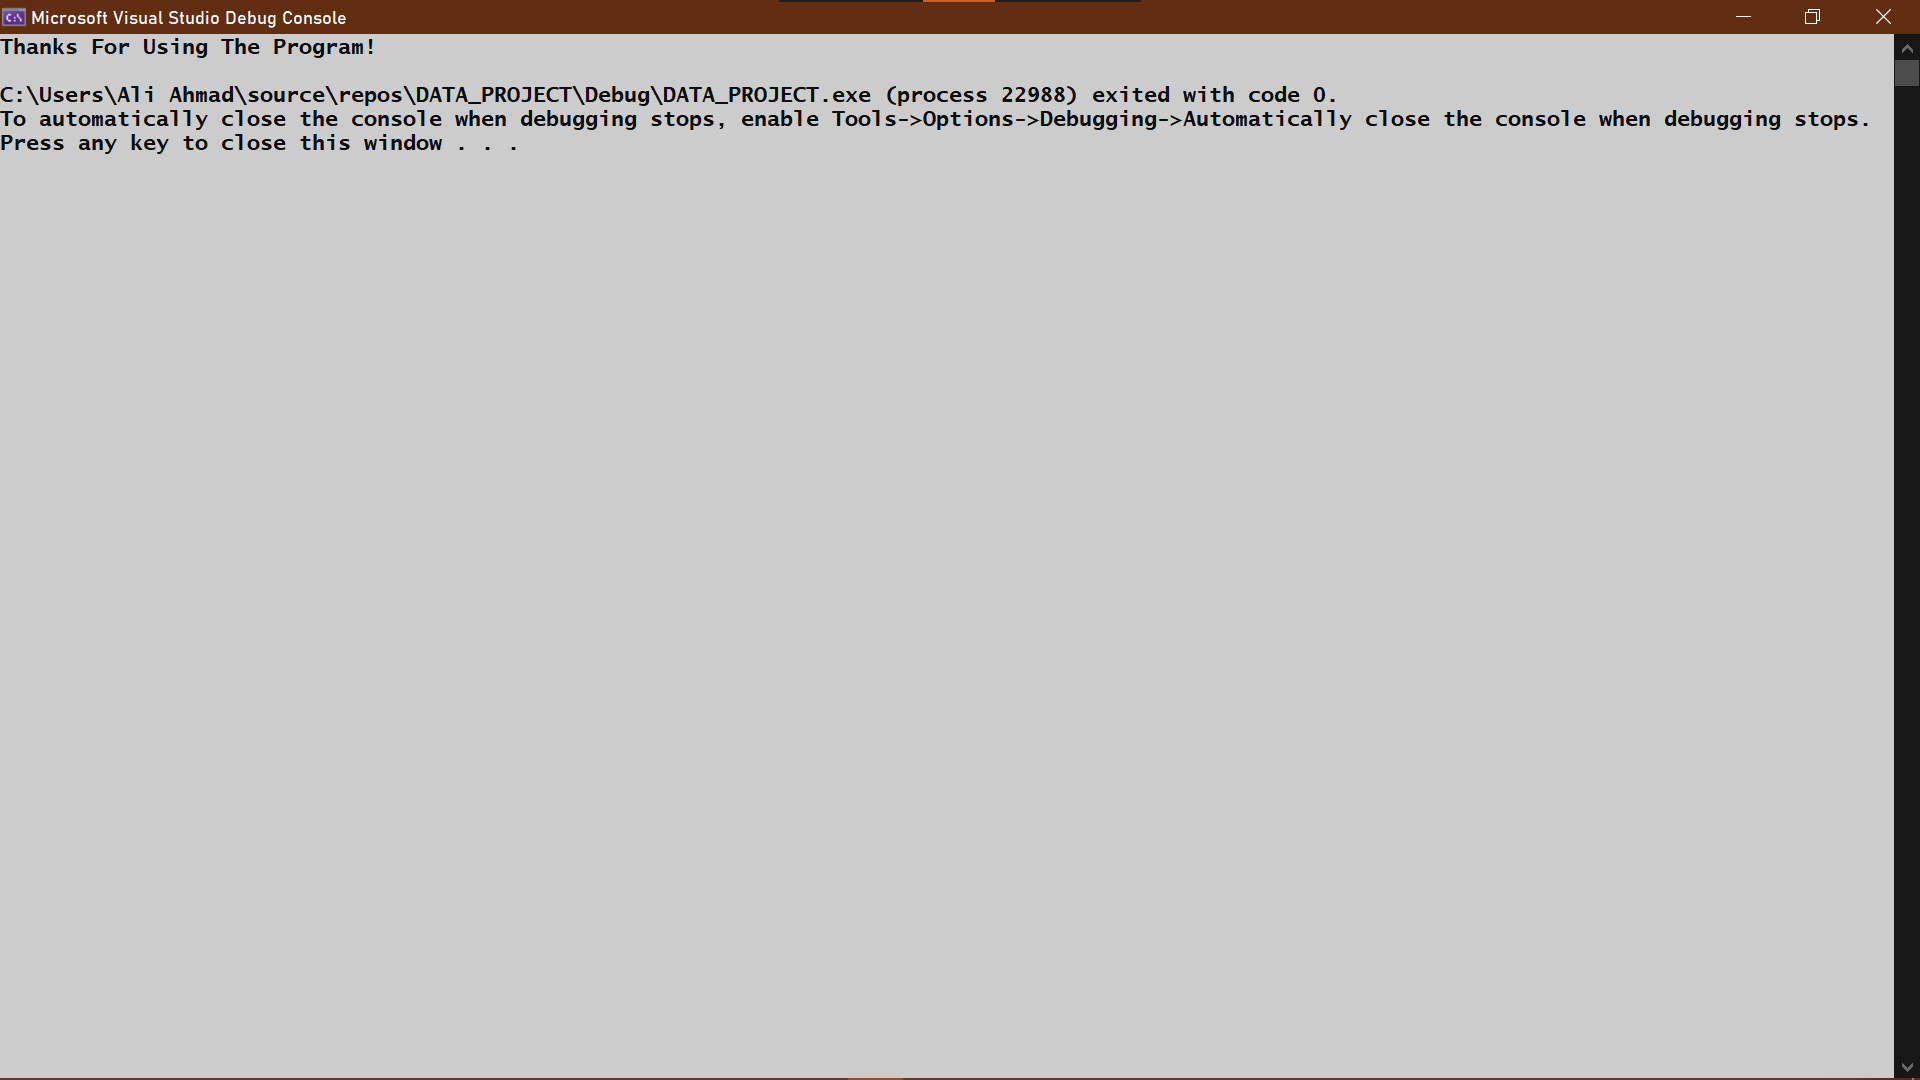 Microsoft Visual Studio Debug Console
Thanks For Using The Program!
C:\Users\Ali Ahmad\source\repos\DATA_PROJECT\Debug\DATA_PROJECT.exe (process 22988) exited with code 0.
To automatically close the console when debugging stops, enable Tools->Options->Debugging->Automatically close the console when debugging stops.
Press any key to close this window . . .